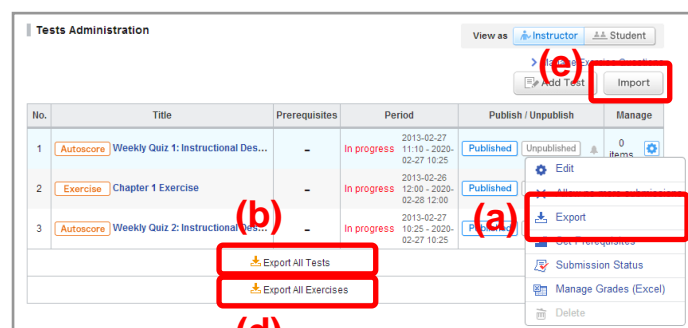 Tests Administration
View as Instructor Student
(e)
Add Test Import
No. Title Prerequisites Period Publish / Unpublish Manage
1 Autoscore Weekly Quiz 1: Instructional Des... - In progress 2013-02-27 11:10 - 2020-02-27 10:25 Published Unpublished 0 items
2 Exercise Chapter 1 Exercise - In progress 2013-02-26 12:00 - 2020-02-28 12:00 Published
3 Autoscore Weekly Quiz 2: Instructional Des... - In progress 2013-02-27 10:25 - 2020-02-27 10:25 Published
Edit
(a)
Export
Set Prerequisites
Submission Status
Manage Grades (Excel)
Delete
(b)
Export All Tests
Export All Exercises
(d)